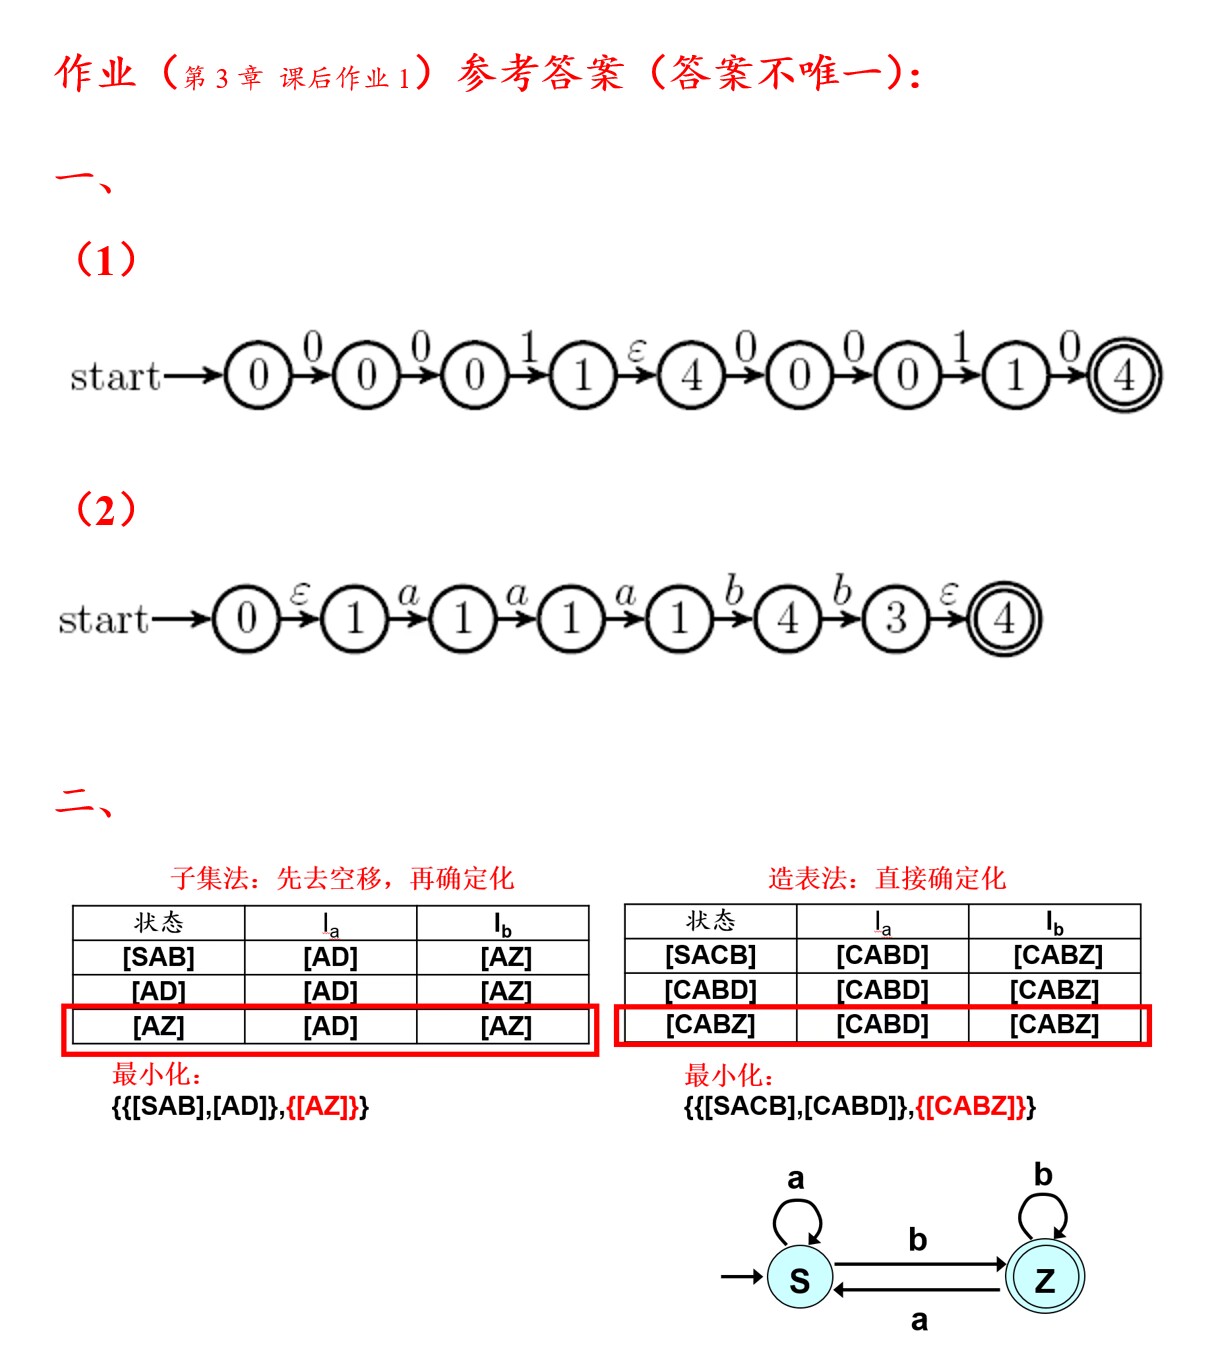 作业（第3章 课后作业1）参考答案（答案不唯一）：
一、
（1）
0 0 1 ε 0 0 1 0
start 0 0 0 1 4 0 0 1 4
（2）
ε a a a b b ε
start 0 1 1 1 1 4 3 4
二、
子集法：先去空移，再确定化
状态 Ia Ib
[SAB] [AD] [AZ]
[AD] [AD] [AZ]
[AZ] [AD] [AZ]
最小化：
{{[SAB],[AD]},{[AZ]}}
造表法：直接确定化
状态 Ia Ib
[SACB] [CABD] [CABZ]
[CABD] [CABD] [CABZ]
[CABZ] [CABD] [CABZ]
最小化：
{{[SACB],[CABD]},{[CABZ]}}
a b
b
S Z
a